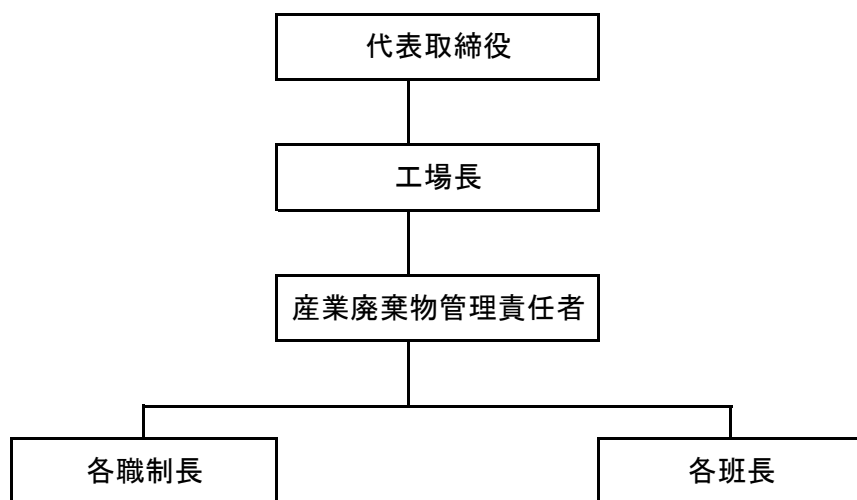 代表取締役
工場長
産業廃棄物管理責任者
各職制長
各班長